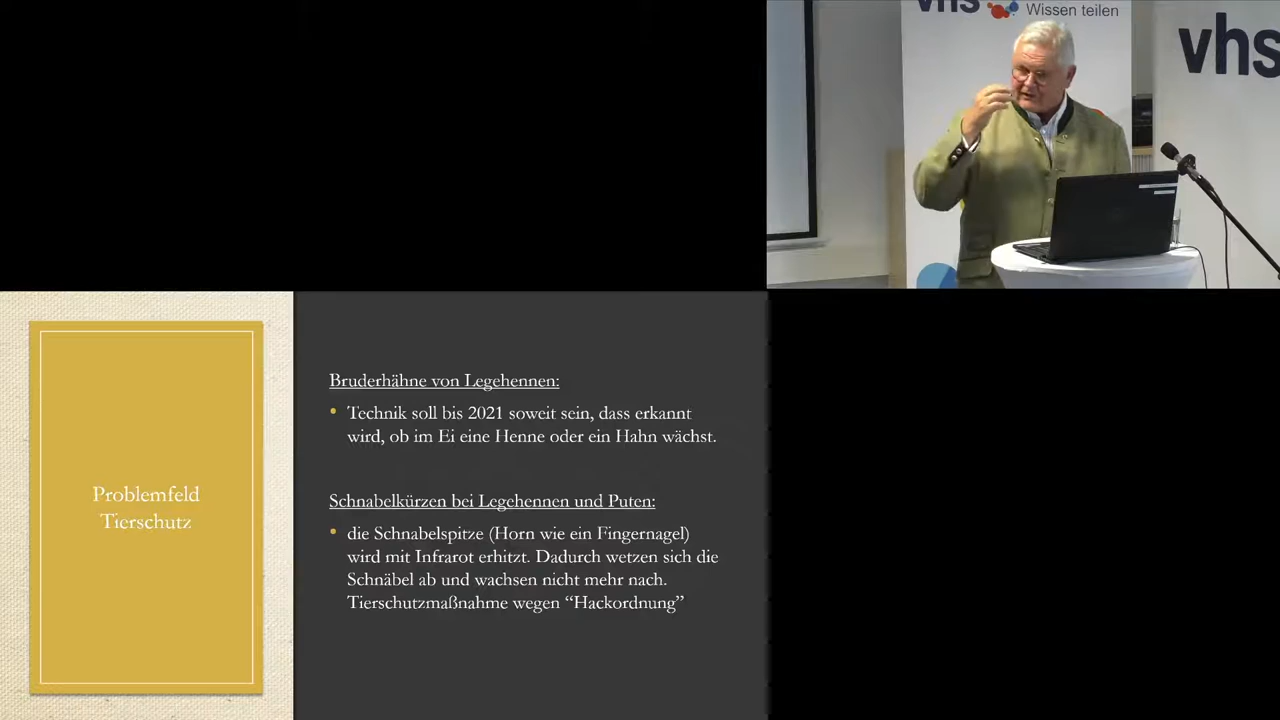 vhs
Wissen teilen
vhs
Problemfeld
Tierschutz
Bruderhähne von Legehennen:
• Technik soll bis 2021 soweit sein, dass erkannt
wird, ob im Ei eine Henne oder ein Hahn wächst.
Schnabelkürzen bei Legehennen und Puten:
• die Schnabelspitze (Horn wie ein Fingernagel)
wird mit Infrarot erhitzt. Dadurch wetzen sich die
Schnäbel ab und wachsen nicht mehr nach.
Tierschutzmaßnahme wegen “Hackordnung”